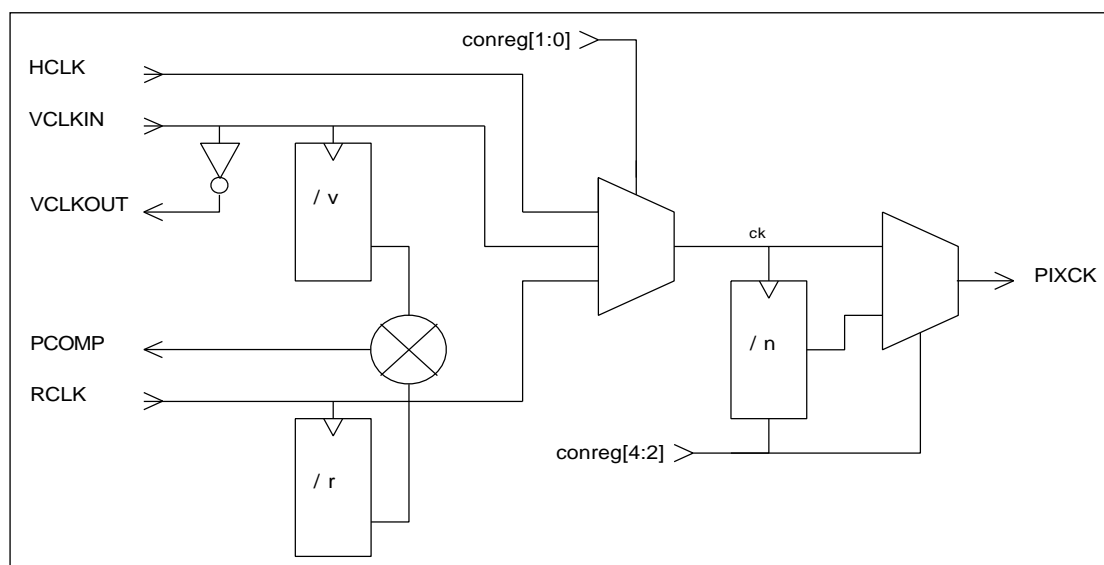 conreg[1:0]
HCLK
VCLKIN
/ v
VCLKOUT
ck
PIXCK
PCOMP
/ n
RCLK
conreg[4:2]
/ r